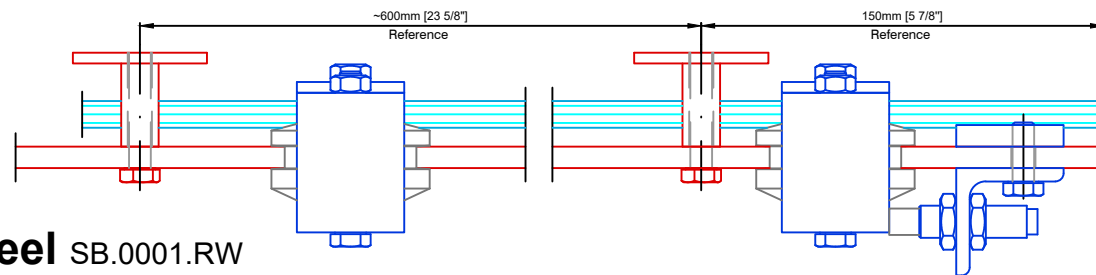 ~600mm [23 5/8"]
Reference
150mm [5 7/8"]
Reference
eel SB.0001.RW